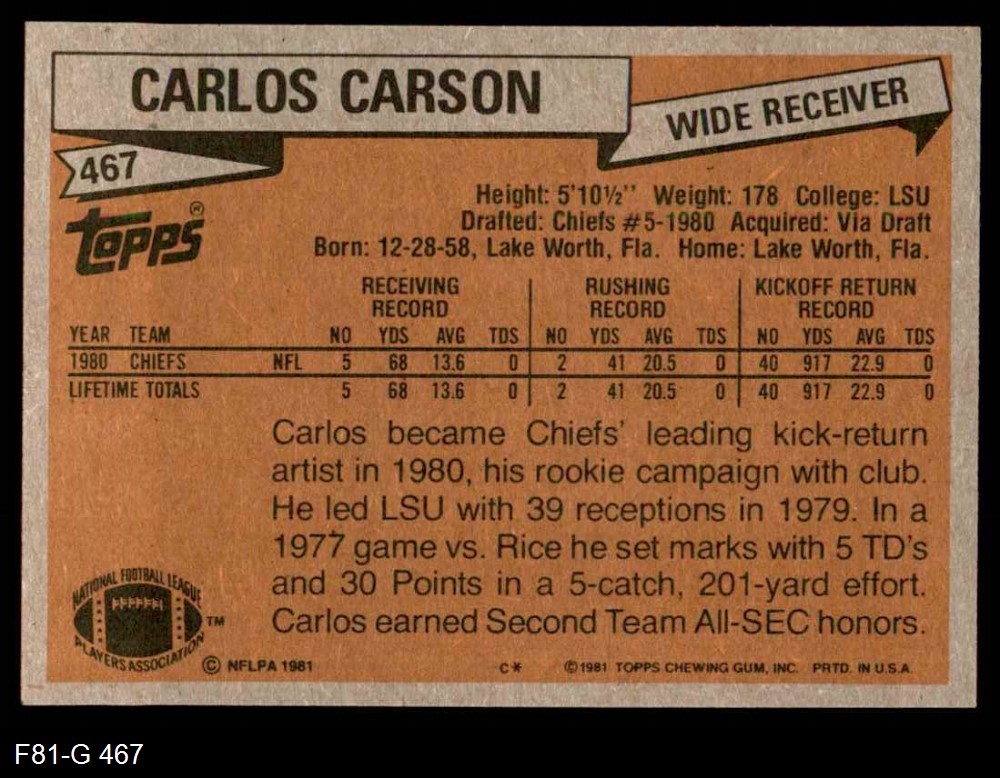 CARLOS CARSON
WIDE RECEIVER
467
Topps®
Height: 5'10½'' Weight: 178 College: LSU
Drafted: Chiefs #5-1980 Acquired: Via Draft
Born: 12-28-58, Lake Worth, Fla. Home: Lake Worth, Fla.
RECEIVING RUSHING KICKOFF RETURN
RECORD RECORD RECORD
YEAR TEAM NO YDS AVG TDS NO YDS AVG TDS NO YDS AVG TDS
1980 CHIEFS NFL 5 68 13.6 0 2 41 20.5 0 40 917 22.9 0
LIFETIME TOTALS 5 68 13.6 0 2 41 20.5 0 40 917 22.9 0
Carlos became Chiefs' leading kick-return
artist in 1980, his rookie campaign with club.
He led LSU with 39 receptions in 1979. In a
1977 game vs. Rice he set marks with 5 TD's
and 30 Points in a 5-catch, 201-yard effort.
Carlos earned Second Team All-SEC honors.
NATIONAL FOOTBALL LEAGUE
PLAYERS ASSOCIATION
TM
© NFLPA 1981 C* © 1981 TOPPS CHEWING GUM, INC. PRTD. IN U.S.A.
F81-G 467